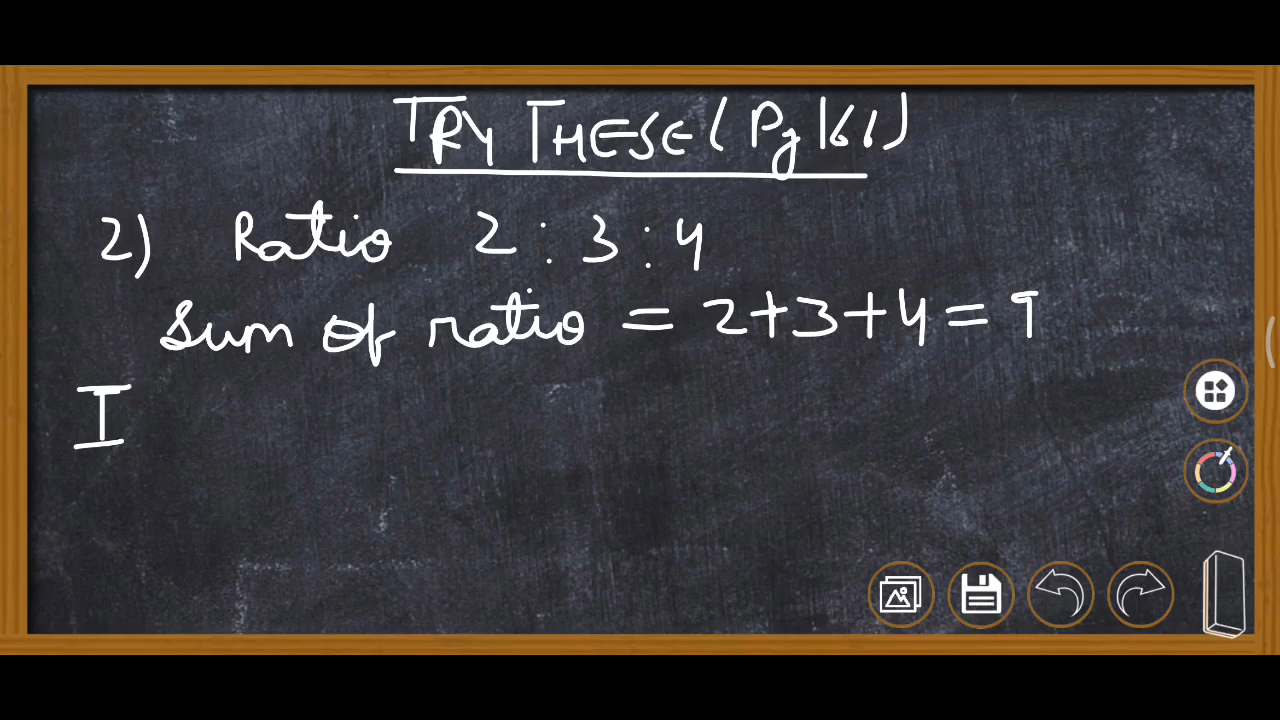 TRY THESE (Pg 161)
2) Ratio 2 : 3 : 4
Sum of ratio = 2+3+4 = 9
I